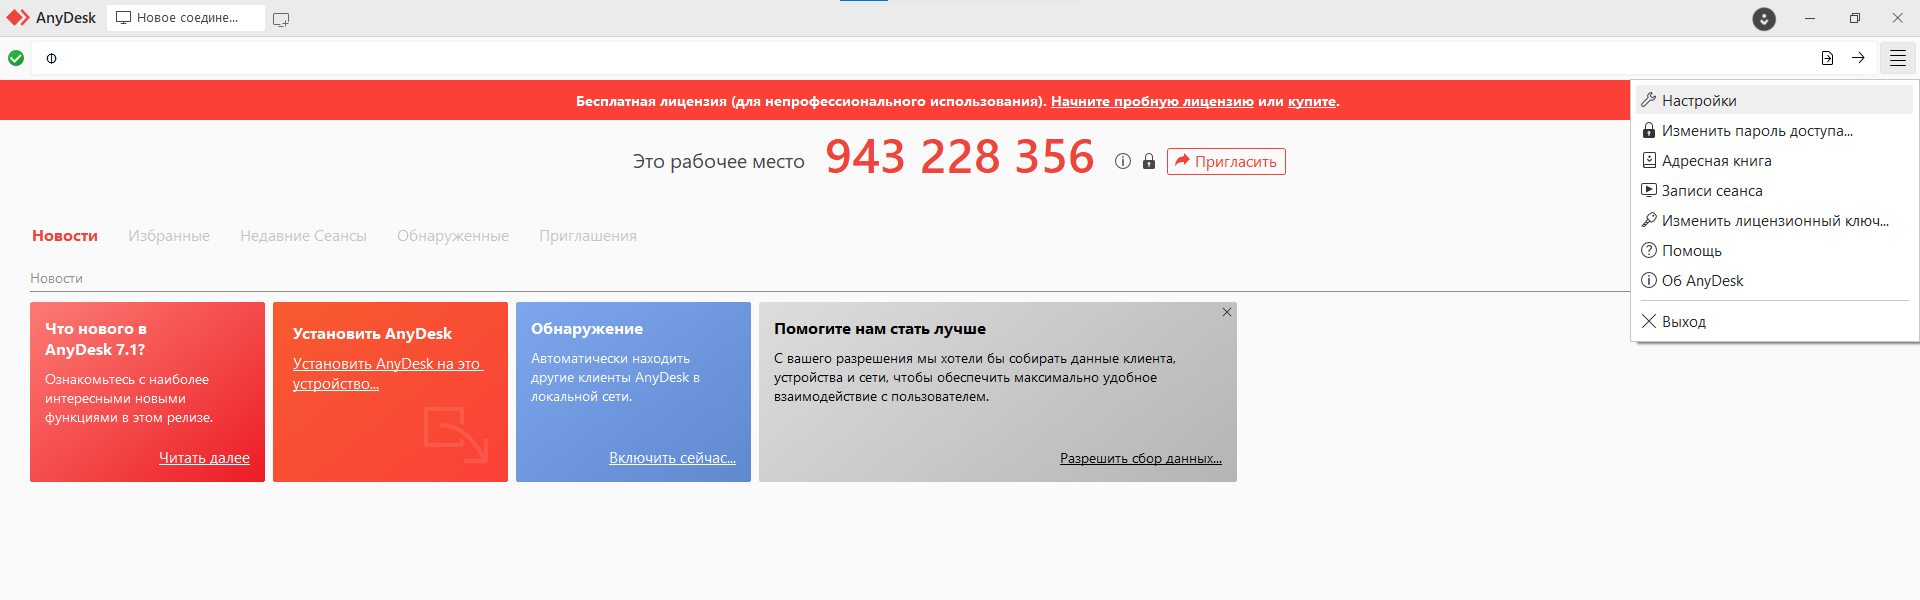 AnyDesk
Новое соедине...
Ф
Бесплатная лицензия (для непрофессионального использования). Начните пробную лицензию или купите.
Это рабочее место 943 228 356 Пригласить
Настройки
Изменить пароль доступа...
Адресная книга
Записи сеанса
Изменить лицензионный ключ...
Помощь
Об AnyDesk
Выход
Новости Избранные Недавние Сеансы Обнаруженные Приглашения
Новости
Что нового в
AnyDesk 7.1?
Ознакомьтесь с наиболее
интересными новыми
функциями в этом релизе.
Читать далее
Установить AnyDesk
Установить AnyDesk на это
устройство...
Обнаружение
Автоматически находить
другие клиенты AnyDesk в
локальной сети.
Включить сейчас...
Помогите нам стать лучше
С вашего разрешения мы хотели бы собирать данные клиента,
устройства и сети, чтобы обеспечить максимально удобное
взаимодействие с пользователем.
Разрешить сбор данных...